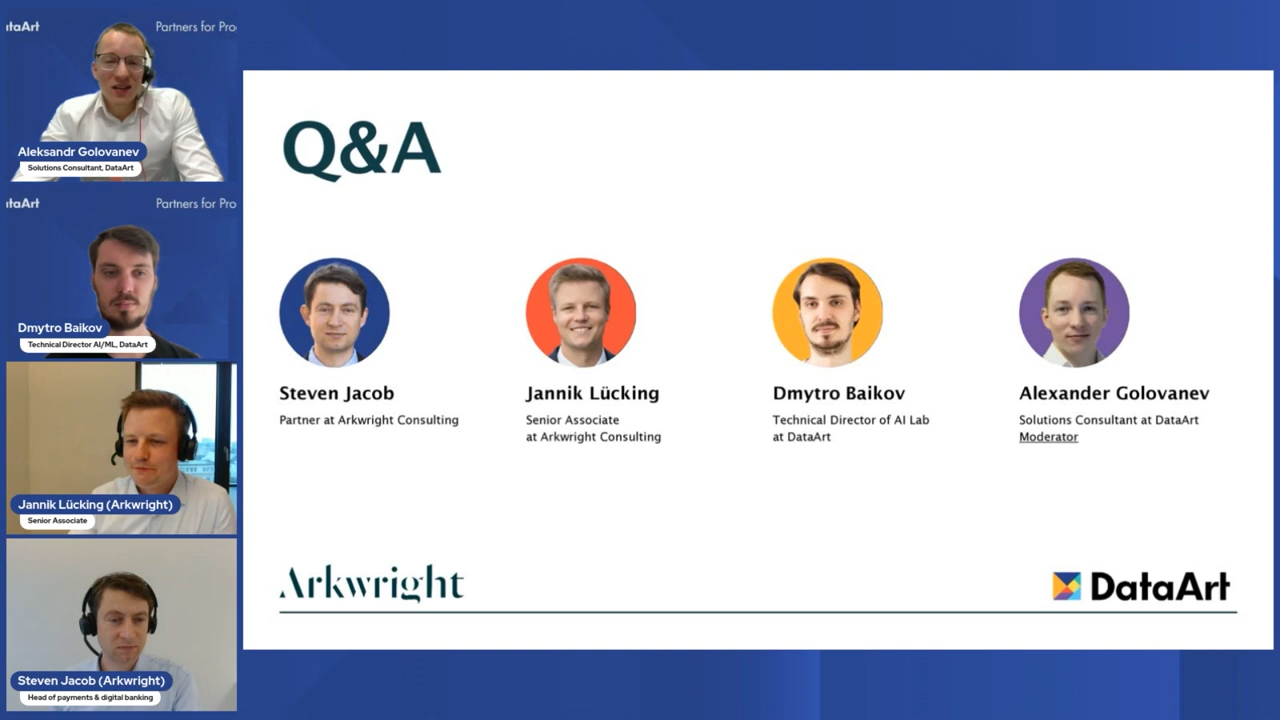 taArt
Partners for Pro
Aleksandr Golovanev
Solutions Consultant, DataArt
taArt
Partners for Pro
Dmytro Baikov
Technical Director AI/ML, DataArt
Jannik Lücking (Arkwright)
Senior Associate
Steven Jacob (Arkwright)
Head of payments & digital banking
Q&A
Steven Jacob
Partner at Arkwright Consulting
Jannik Lücking
Senior Associate
at Arkwright Consulting
Dmytro Baikov
Technical Director of AI Lab
at DataArt
Alexander Golovanev
Solutions Consultant at DataArt
Moderator
Arkwright
DataArt